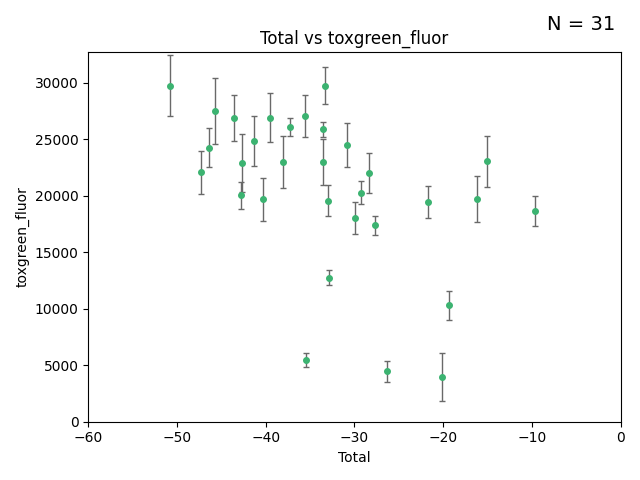 N = 31
Total vs toxgreen_fluor
30000
25000
20000
15000
10000
5000
0
toxgreen_fluor
−60 −50 −40 −30 −20 −10 0
Total